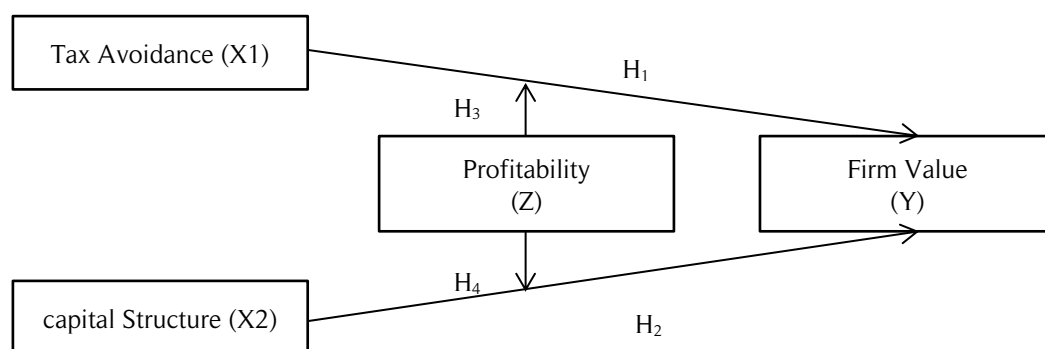 Tax Avoidance (X1)
H₁
H₃
Profitability
(Z)
Firm Value
(Y)
H₄
capital Structure (X2)
H₂